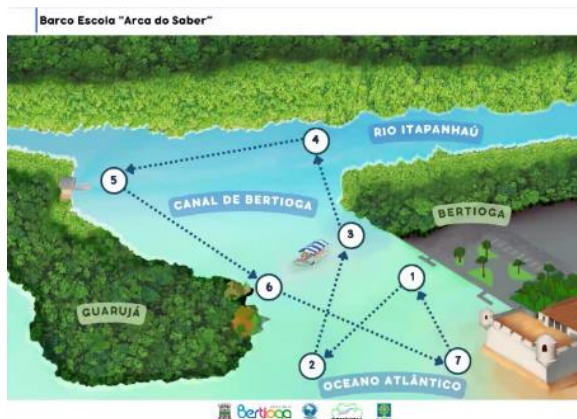 Barco Escola "Arca do Saber"
RIO ITAPANHAÚ
4
5
CANAL DE BERTIOGA
BERTIOGA
3
1
6
GUARUJÁ
2
7
OCEANO ATLÂNTICO
Bertioga